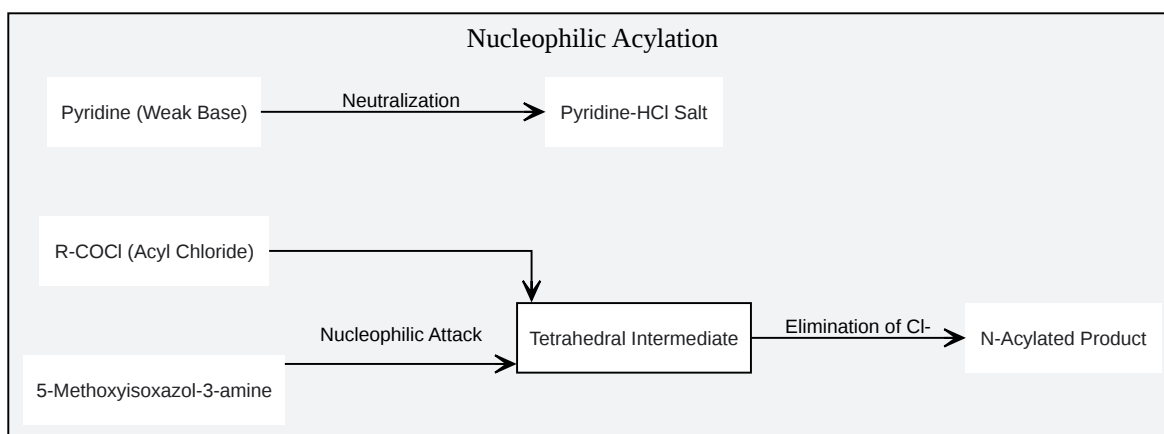 Nucleophilic Acylation
Pyridine (Weak Base)
Neutralization
Pyridine-HCl Salt
R-COCl (Acyl Chloride)
Nucleophilic Attack
Tetrahedral Intermediate
Elimination of Cl-
N-Acylated Product
5-Methoxyisoxazol-3-amine